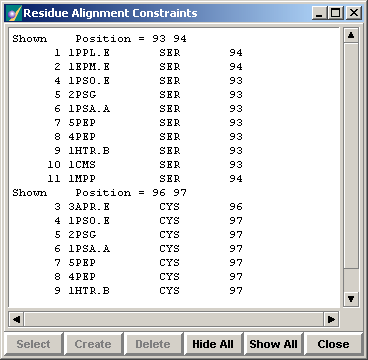 Residue Alignment Constraints
Shown Position = 93 94
1 1PPL.E SER 94
2 1EPM.E SER 94
4 1PSO.E SER 93
5 2PSG SER 93
6 1PSA.A SER 93
7 5PEP SER 93
8 4PEP SER 93
9 1HTR.B SER 93
10 1CMS SER 93
11 1MPP SER 94
Shown Position = 96 97
3 3APR.E CYS 96
4 1PSO.E CYS 97
5 2PSG CYS 97
6 1PSA.A CYS 97
7 5PEP CYS 97
8 4PEP CYS 97
9 1HTR.B CYS 97
Select Create Delete Hide All Show All Close